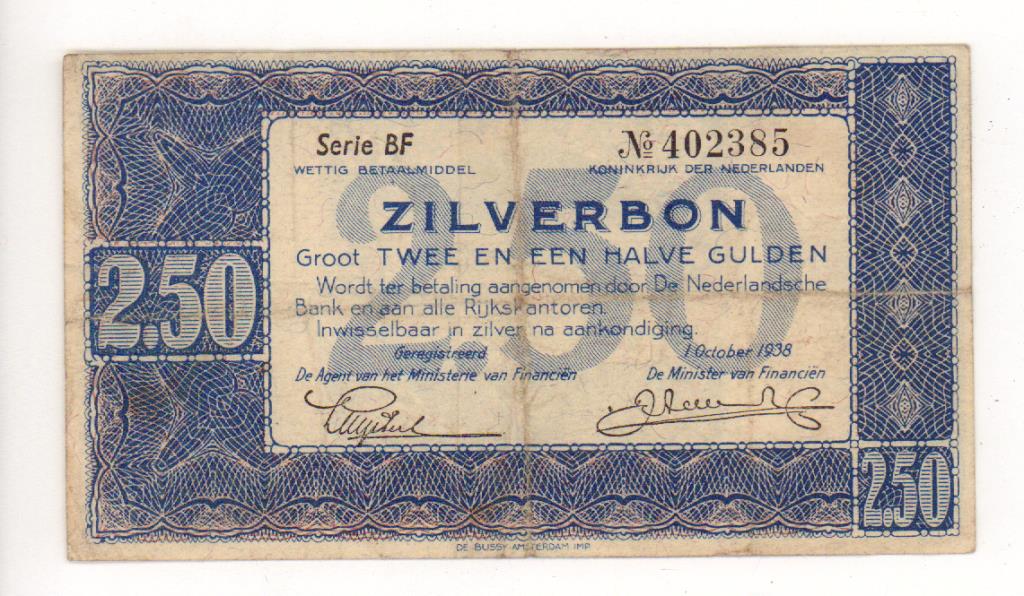 Serie BF
№ 402385
WETTIG BETAALMIDDEL
KONINKRIJK DER NEDERLANDEN
ZILVERBON
Groot TWEE EN EEN HALVE GULDEN
Wordt ter betaling aangenomen door De Nederlandsche
Bank en aan alle Rijkskantoren.
Inwisselbaar in zilver na aankondiging.
Geregistreerd
1 October 1938
De Agent van het Ministerie van Financiën
De Minister van Financiën
2.50
2.50
2.50
DE BUSSY AMSTERDAM IMP.